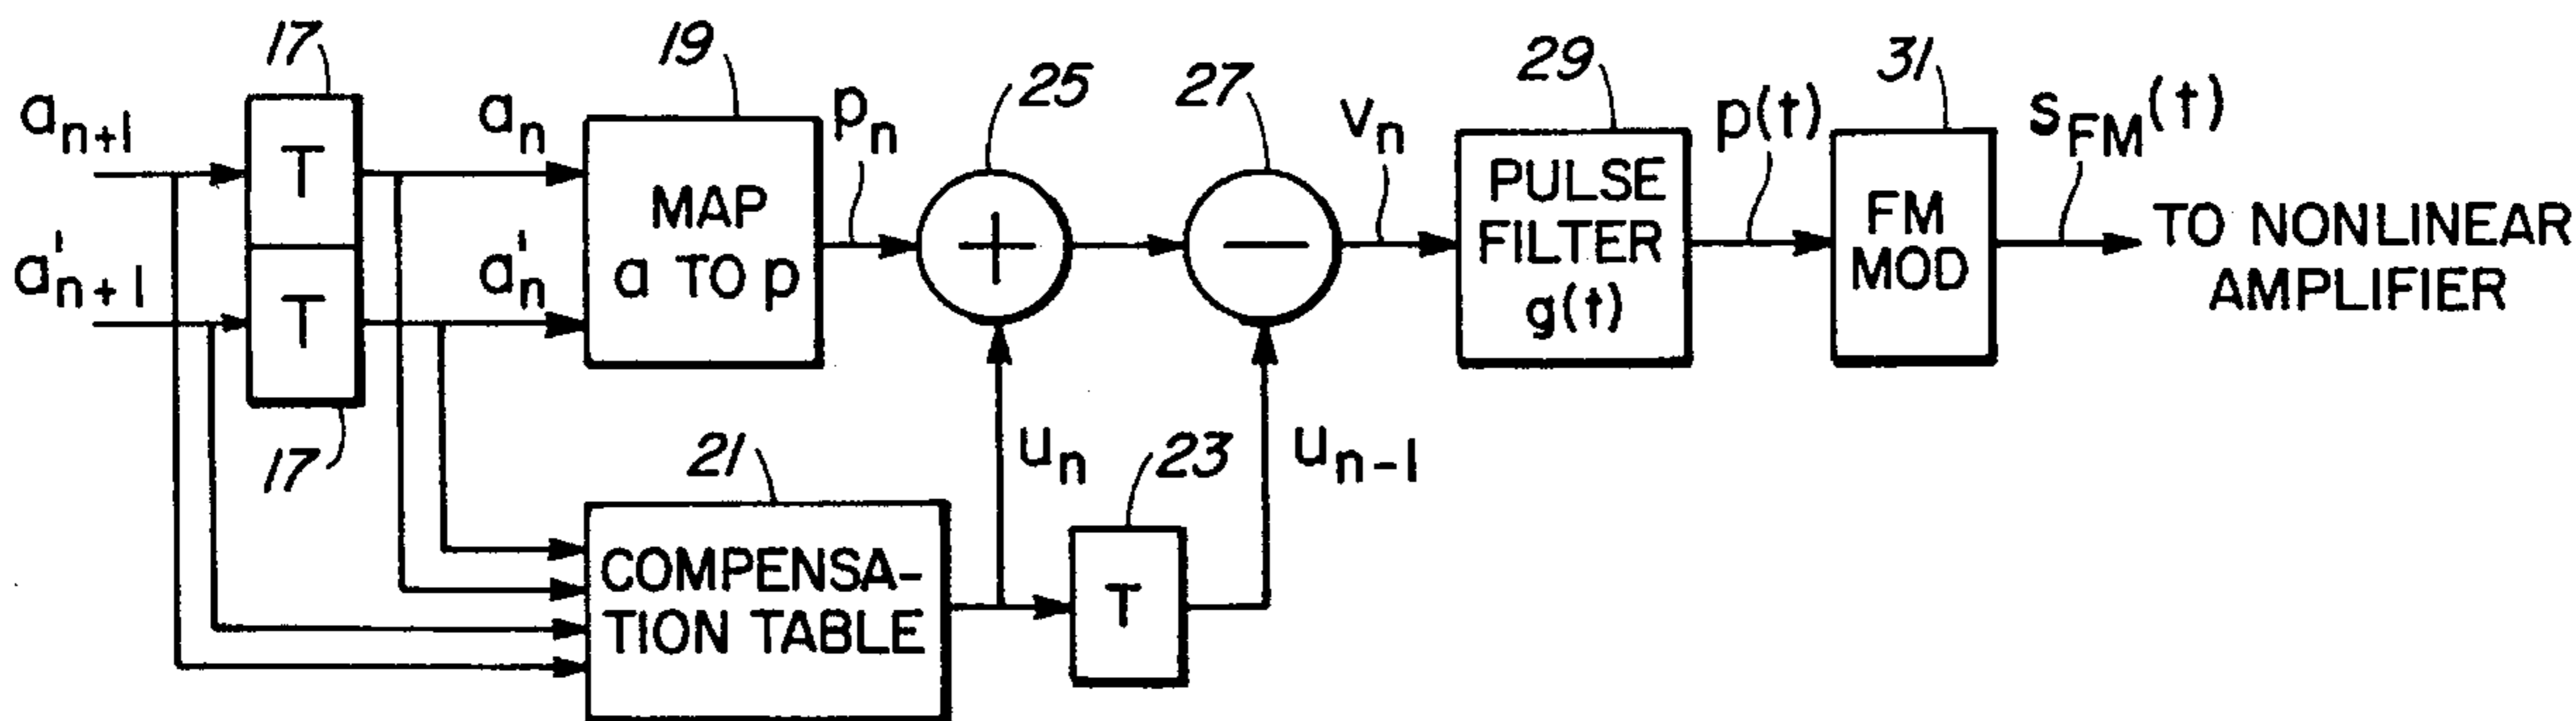 17
19
25
27
29
31
a_{n+1}
T
a_n
MAP
a TO p
p_n
+
−
v_n
PULSE
FILTER
g(t)
p(t)
FM
MOD
s_{FM}(t)
TO NONLINEAR
AMPLIFIER
a'_{n+1}
T
a'_n
17
21
u_n
23
u_{n-1}
COMPENSA-
TION TABLE
T